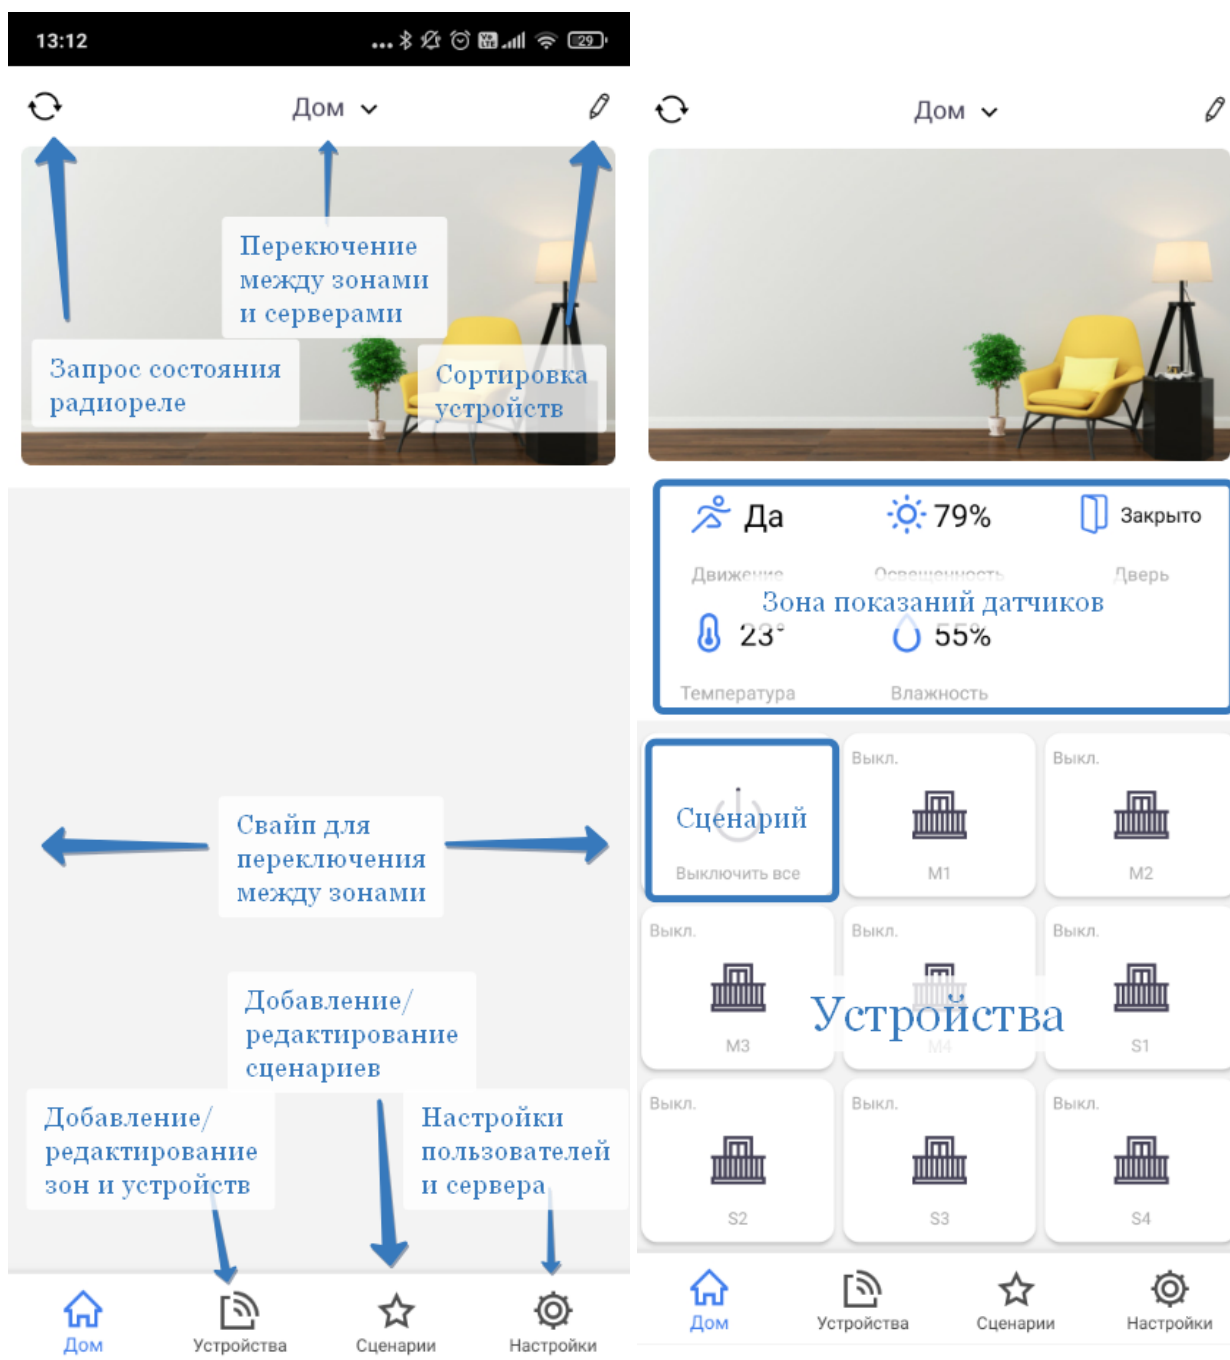 13:12
29
Дом
Перекючение
между зонами
и серверами
Запрос состояния
радиореле
Сортировка
устройств
Свайп для
переключения
между зонами
Добавление/
редактирование
сценариев
Добавление/
редактирование
зон и устройств
Настройки
пользователей
и сервера
Дом
Устройства
Сценарии
Настройки
Дом
Да
79%
Закрыто
Движение
Освещенность
Дверь
Зона показаний датчиков
23°
55%
Температура
Влажность
Сценарий
Выключить все
Выкл.
M1
Выкл.
M2
Выкл.
M3
Выкл.
M4
Выкл.
S1
Устройства
Выкл.
S2
Выкл.
S3
Выкл.
S4
Дом
Устройства
Сценарии
Настройки